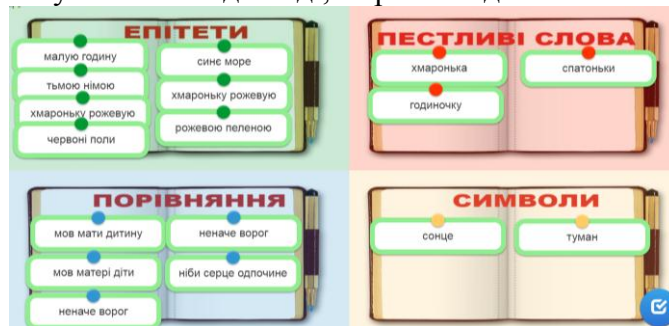 ЕПІТЕТИ
малую годину
синє море
тьмою німою
хмароньку рожевую
хмароньку рожевую
рожевою пеленою
червоні поли
ПЕСТЛИВІ СЛОВА
хмаронька
спатоньки
годиночку
ПОРІВНЯННЯ
мов мати дитину
неначе ворог
мов матері діти
ніби серце одпочине
неначе ворог
СИМВОЛИ
сонце
туман